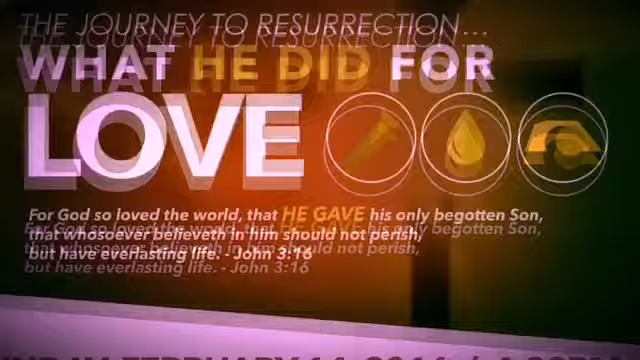 THE JOURNEY TO RESURRECTION...
WHAT HE DID FOR
LOVE
For God so loved the world, that HE GAVE his only begotten Son,
that whosoever believeth in him should not perish,
but have everlasting life. - John 3:16
FEBRUARY